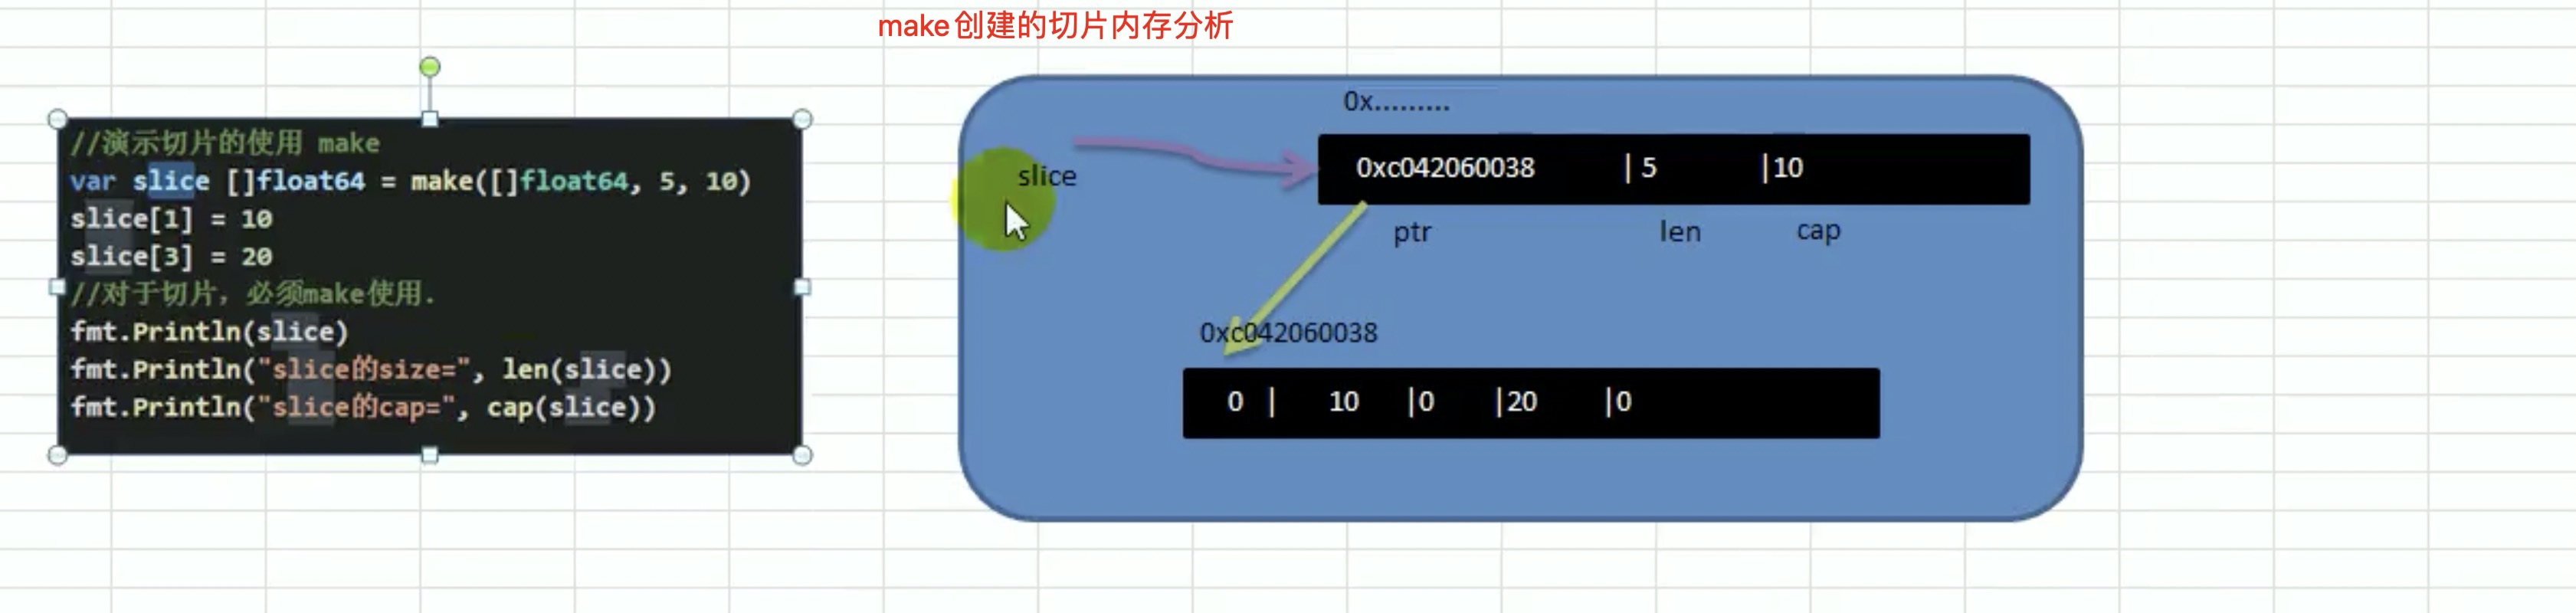 make创建的切片内存分析
//演示切片的使用 make
var slice []float64 = make([]float64, 5, 10)
slice[1] = 10
slice[3] = 20
//对于切片，必须make使用.
fmt.Println(slice)
fmt.Println("slice的size=", len(slice))
fmt.Println("slice的cap=", cap(slice))
0x.........
slice
0xc042060038 | 5 |10
ptr len cap
0xc042060038
0 | 10 |0 |20 |0